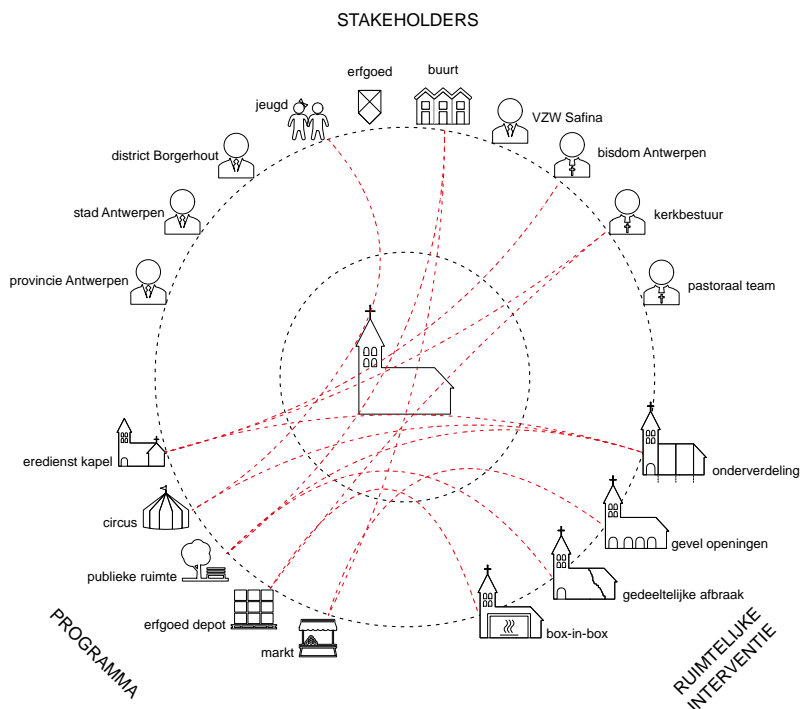 STAKEHOLDERS
erfgoed
buurt
jeugd
VZW Safina
district Borgerhout
bisdom Antwerpen
stad Antwerpen
kerkbestuur
provincie Antwerpen
pastoraal team
eredienst kapel
onderverdeling
circus
gevel openingen
publieke ruimte
gedeeltelijke afbraak
erfgoed depot
markt
box-in-box
PROGRAMMA
RUIMTELIJKE
INTERVENTIE